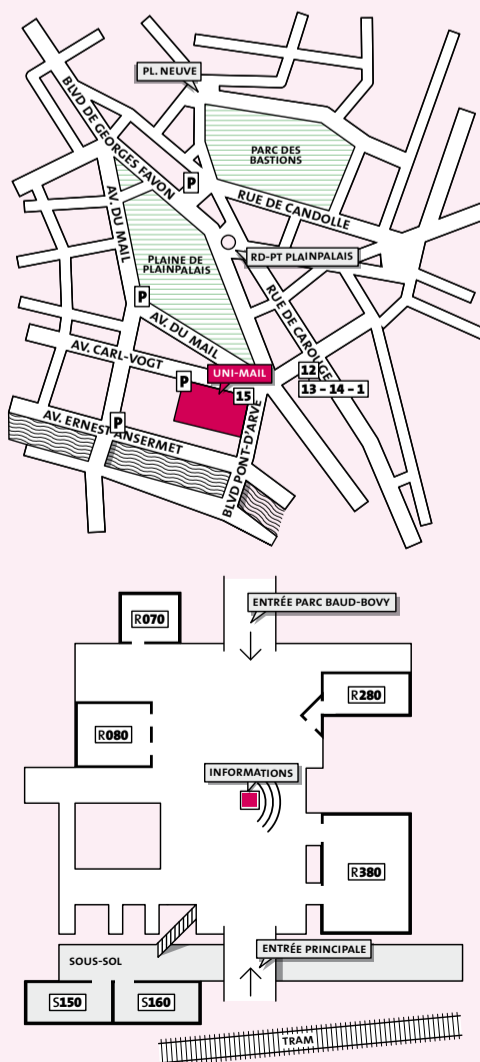 PL. NEUVE
BLVD DE GEORGES FAVON
PARC DES
BASTIONS
P
RUE DE CANDOLLE
AV. DU MAIL
RD-PT PLAINPALAIS
PLAINE DE
PLAINPALAIS
P
RUE DE CAROUGE
AV. DU MAIL
AV. CARL-VOGT
UNI-MAIL
12
P
13 – 14 – 1
15
AV. ERNEST ANSERMET
P
BLVD PONT-D'ARVE
ENTRÉE PARC BAUD-BOVY
R070
R280
R080
INFORMATIONS
R380
ENTRÉE PRINCIPALE
SOUS-SOL
S150
S160
TRAM